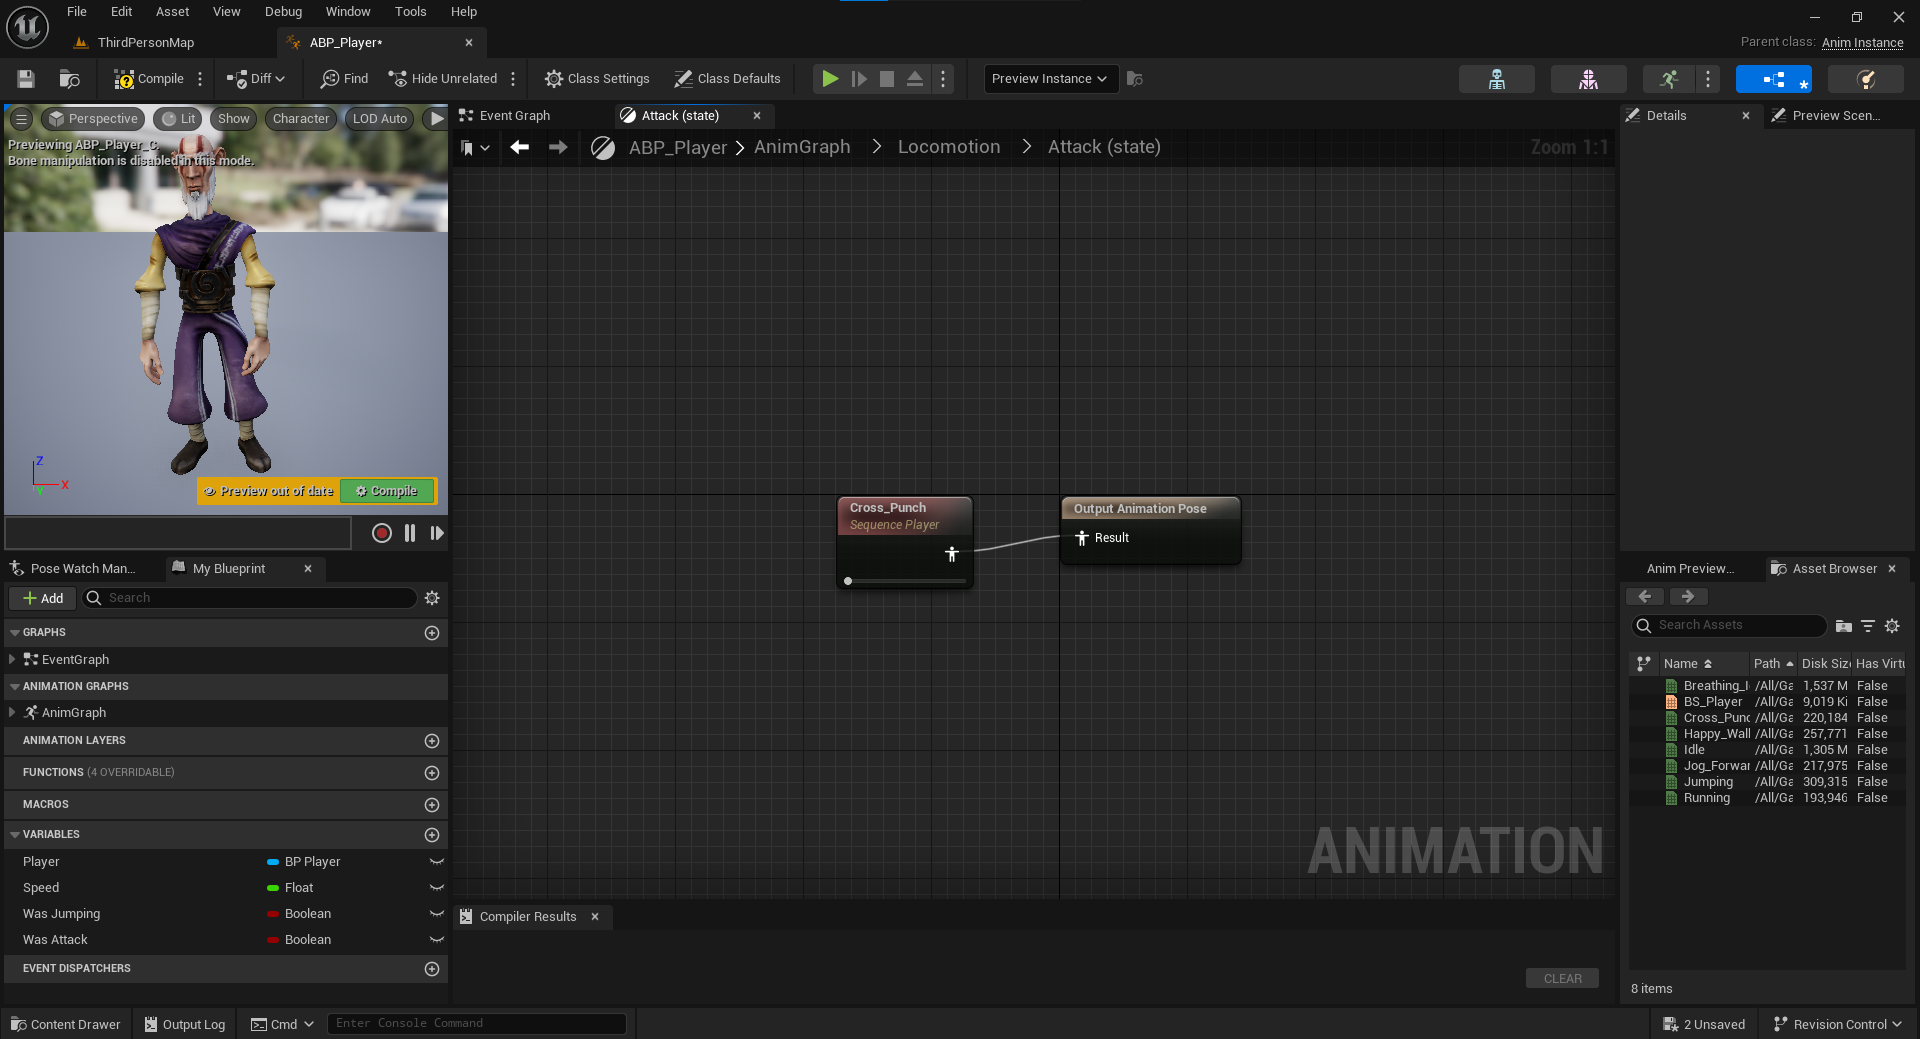 File Edit Asset View Debug Window Tools Help
ThirdPersonMap
ABP_Player*
Parent class: Anim Instance
Compile
Diff
Find
Hide Unrelated
Class Settings
Class Defaults
Preview Instance
Perspective
Lit
Show
Character
LOD Auto
Previewing ABP_Player_C.
Bone manipulation is disabled in this mode.
Z
X
Y
Preview out of date
Compile
Event Graph
Attack (state)
ABP_Player > AnimGraph > Locomotion > Attack (state)
Zoom 1:1
Cross_Punch
Sequence Player
Output Animation Pose
Result
ANIMATION
Compiler Results
CLEAR
Pose Watch Man...
My Blueprint
Add
Search
GRAPHS
EventGraph
ANIMATION GRAPHS
AnimGraph
ANIMATION LAYERS
FUNCTIONS (4 OVERRIDABLE)
MACROS
VARIABLES
Player BP Player
Speed Float
Was Jumping Boolean
Was Attack Boolean
EVENT DISPATCHERS
Details
Preview Scen...
Anim Preview...
Asset Browser
Search Assets
Name Path Disk Size Has Virtu
Breathing_I /All/Ga 1,537 M False
BS_Player /All/Ga 9,019 Ki False
Cross_Punc /All/Ga 220,184 False
Happy_Wall /All/Ga 257,771 False
Idle /All/Ga 1,305 M False
Jog_Forwar /All/Ga 217,975 False
Jumping /All/Ga 309,315 False
Running /All/Ga 193,946 False
8 items
Content Drawer
Output Log
Cmd
Enter Console Command
2 Unsaved
Revision Control